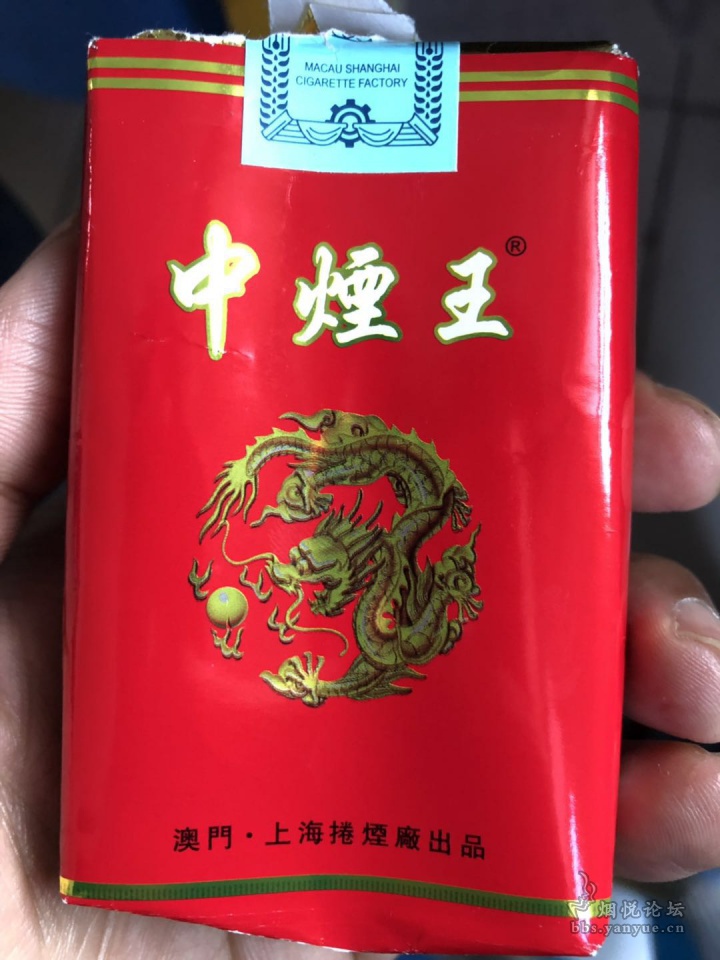 MACAU SHANGHAI
CIGARETTE FACTORY
中煙王®
澳門·上海捲煙廠出品
烟悦论坛
bbs.yanyue.cn